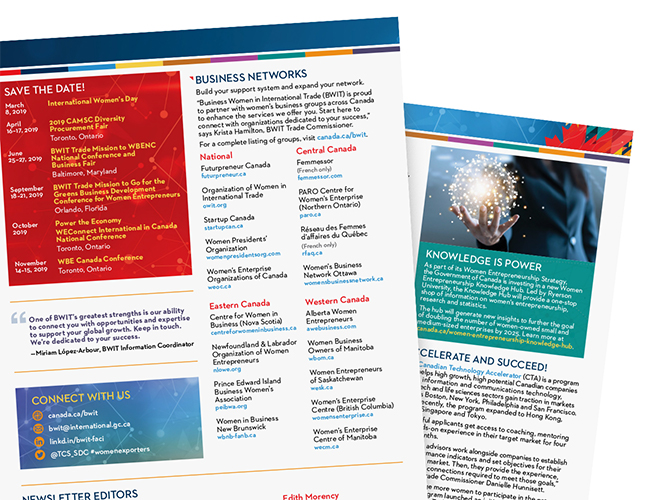 SAVE THE DATE!
March
8, 2019
International Women's Day
April
16-17, 2019
2019 CAMSC Diversity
Procurement Fair
Toronto, Ontario
June
25-27, 2019
BWIT Trade Mission to WBENC
National Conference and
Business Fair
Baltimore, Maryland
September
18-21, 2019
BWIT Trade Mission to Go for the
Greens Business Development
Conference for Women Entrepreneurs
Orlando, Florida
October
2019
Power the Economy
WEConnect International in Canada
National Conference
Toronto, Ontario
November
14-15, 2019
WBE Canada Conference
Toronto, Ontario
One of BWIT's greatest strengths is our ability
to connect you with opportunities and expertise
to support your global growth. Keep in touch.
We're dedicated to your success.
—Miriam López-Arbour, BWIT Information Coordinator
CONNECT WITH US
canada.ca/bwit
bwit@international.gc.ca
linkd.in/bwit-faci
@TCS_SDC #womenexporters
NEWSLETTER EDITORS
BUSINESS NETWORKS
Build your support system and expand your network.
"Business Women in International Trade (BWIT) is proud
to partner with women's business groups across Canada
to enhance the services we offer you. Start here to
connect with organizations dedicated to your success,"
says Krista Hamilton, BWIT Trade Commissioner.
For a complete listing of groups, visit canada.ca/bwit.
National
Futurpreneur Canada
futurpreneur.ca
Organization of Women in
International Trade
owit.org
Startup Canada
startupcan.ca
Women Presidents'
Organization
womenpresidentsorg.com
Women's Enterprise
Organizations of Canada
weoc.ca
Central Canada
Femmessor
(French only)
femmessor.com
PARO Centre for
Women's Enterprise
(Northern Ontario)
paro.ca
Réseau des Femmes
d'affaires du Québec
(French only)
rfaq.ca
Women's Business
Network Ottawa
womensbusinessnetwork.ca
Eastern Canada
Centre for Women in
Business (Nova Scotia)
centreforwomeninbusiness.ca
Newfoundland & Labrador
Organization of Women
Entrepreneurs
nlowe.org
Prince Edward Island
Business Women's
Association
peibwa.org
Women in Business
New Brunswick
wbnb-fanb.ca
Western Canada
Alberta Women
Entrepreneurs
awebusiness.com
Women Business
Owners of Manitoba
wbom.ca
Women Entrepreneurs
of Saskatchewan
wesk.ca
Women's Enterprise
Centre (British Columbia)
womensenterprise.ca
Women's Enterprise
Centre of Manitoba
wecm.ca
Edith Morency
KNOWLEDGE IS POWER
As part of its Women Entrepreneurship Strategy,
the Government of Canada is investing in a new Women
Entrepreneurship Knowledge Hub. Led by Ryerson
University, the Knowledge Hub will provide a one-stop
shop of information on women's entrepreneurship,
research and statistics.
The hub will generate new insights to further the goal
of doubling the number of women-owned small and
medium-sized enterprises by 2025. Learn more at
canada.ca/women-entrepreneurship-knowledge-hub.
CELERATE AND SUCCEED!
Canadian Technology Accelerator (CTA) is a program
helps high growth, high potential Canadian companies
information and communications technology,
tech and life sciences sectors gain traction in markets
Boston, New York, Philadelphia and San Francisco.
ecently, the program expanded to Hong Kong,
Singapore and Tokyo.
ful applicants get access to coaching, mentoring
ds-on experience in their target market for four
nths.
advisors work alongside companies to establish
rmance indicators and set objectives for their
market. Then, they provide the experience,
connections required to meet those goals,"
rade Commissioner Danielle Hunnisett.
e more women to participate in the